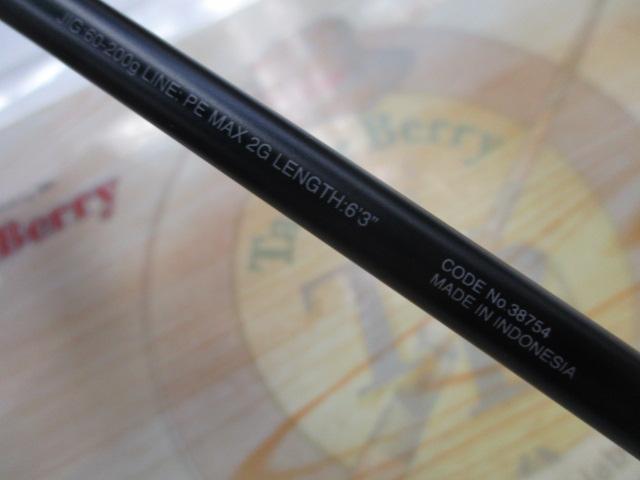 JIG:60-200g LINE: PE MAX 2G LENGTH:6'3"
CODE No.38754
MADE IN INDONESIA
Berry
Berry